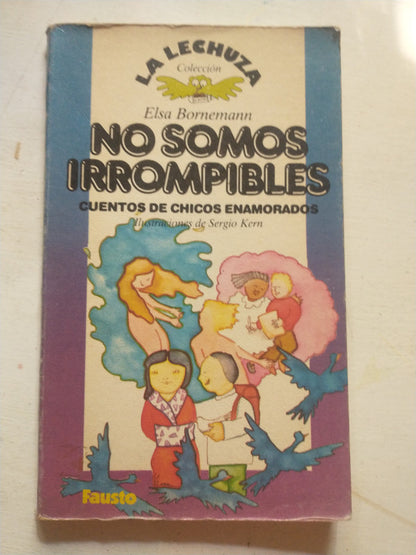 LA LECHUZA
Colección
Elsa Bornemann
NO SOMOS
IRROMPIBLES
CUENTOS DE CHICOS ENAMORADOS
Ilustraciones de Sergio Kern
Fausto